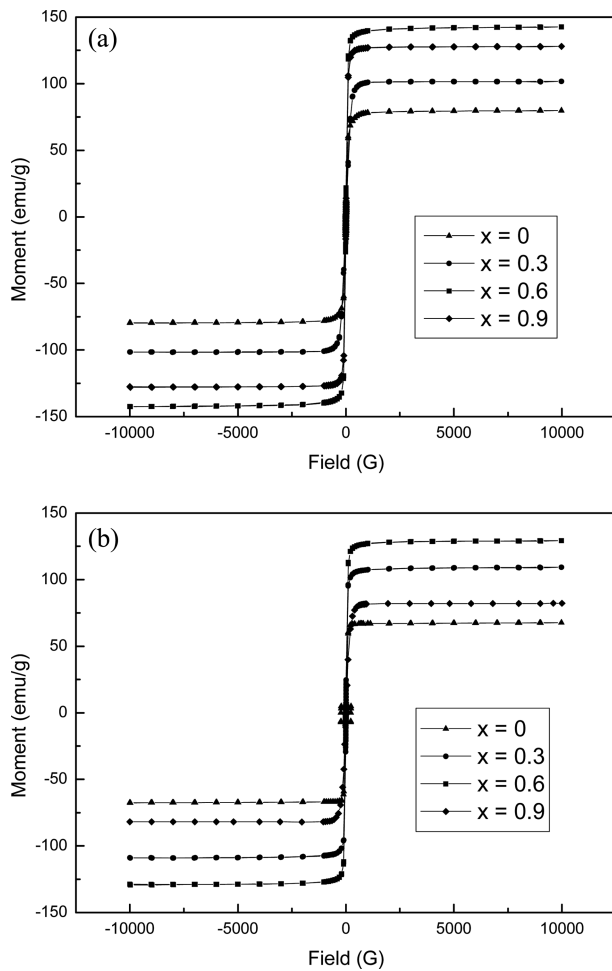 (a)
150
100
50
0
-50
-100
-150
Moment (emu/g)
x = 0
x = 0.3
x = 0.6
x = 0.9
-10000 -5000 0 5000 10000
Field (G)
(b)
150
100
50
0
-50
-100
-150
Moment (emu/g)
x = 0
x = 0.3
x = 0.6
x = 0.9
-10000 -5000 0 5000 10000
Field (G)